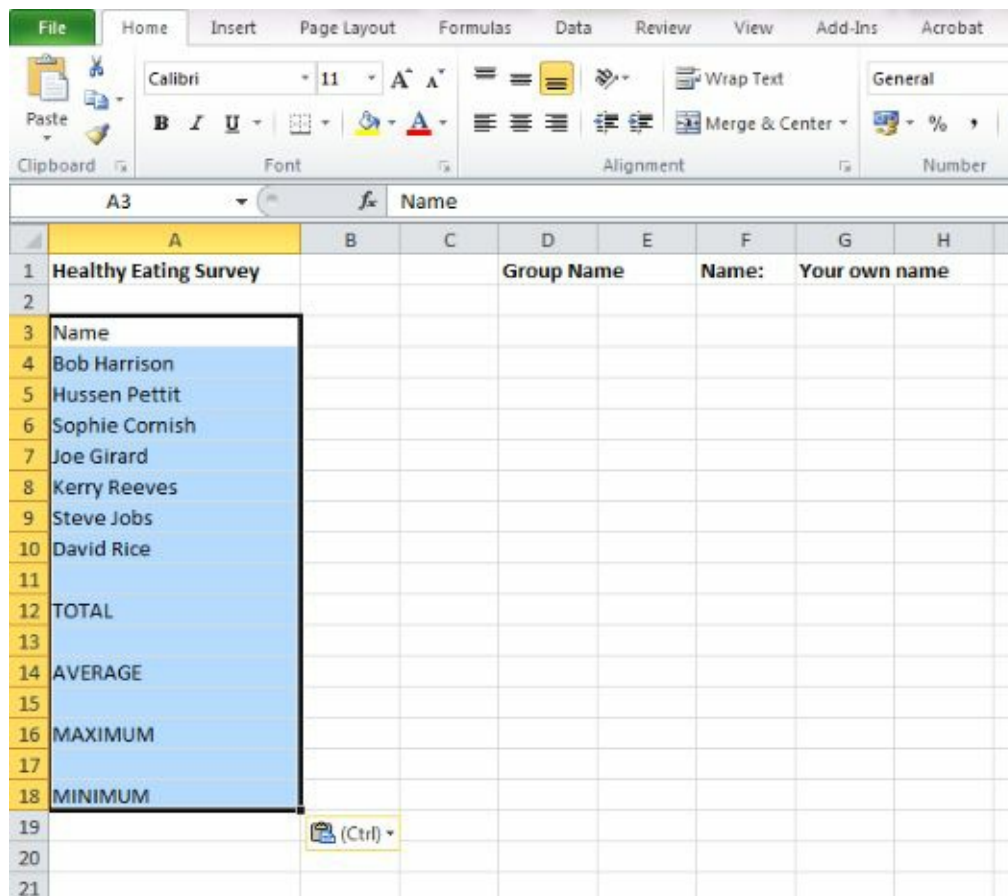 File Home Insert Page Layout Formulas Data Review View Add-Ins Acrobat
Calibri 11 A A Wrap Text General
Paste B I U A Merge & Center % ,
Clipboard Font Alignment Number
A3 fx Name
A B C D E F G H
1 Healthy Eating Survey Group Name Name: Your own name
2
3 Name
4 Bob Harrison
5 Hussen Pettit
6 Sophie Cornish
7 Joe Girard
8 Kerry Reeves
9 Steve Jobs
10 David Rice
11
12 TOTAL
13
14 AVERAGE
15
16 MAXIMUM
17
18 MINIMUM
19 (Ctrl)
20
21